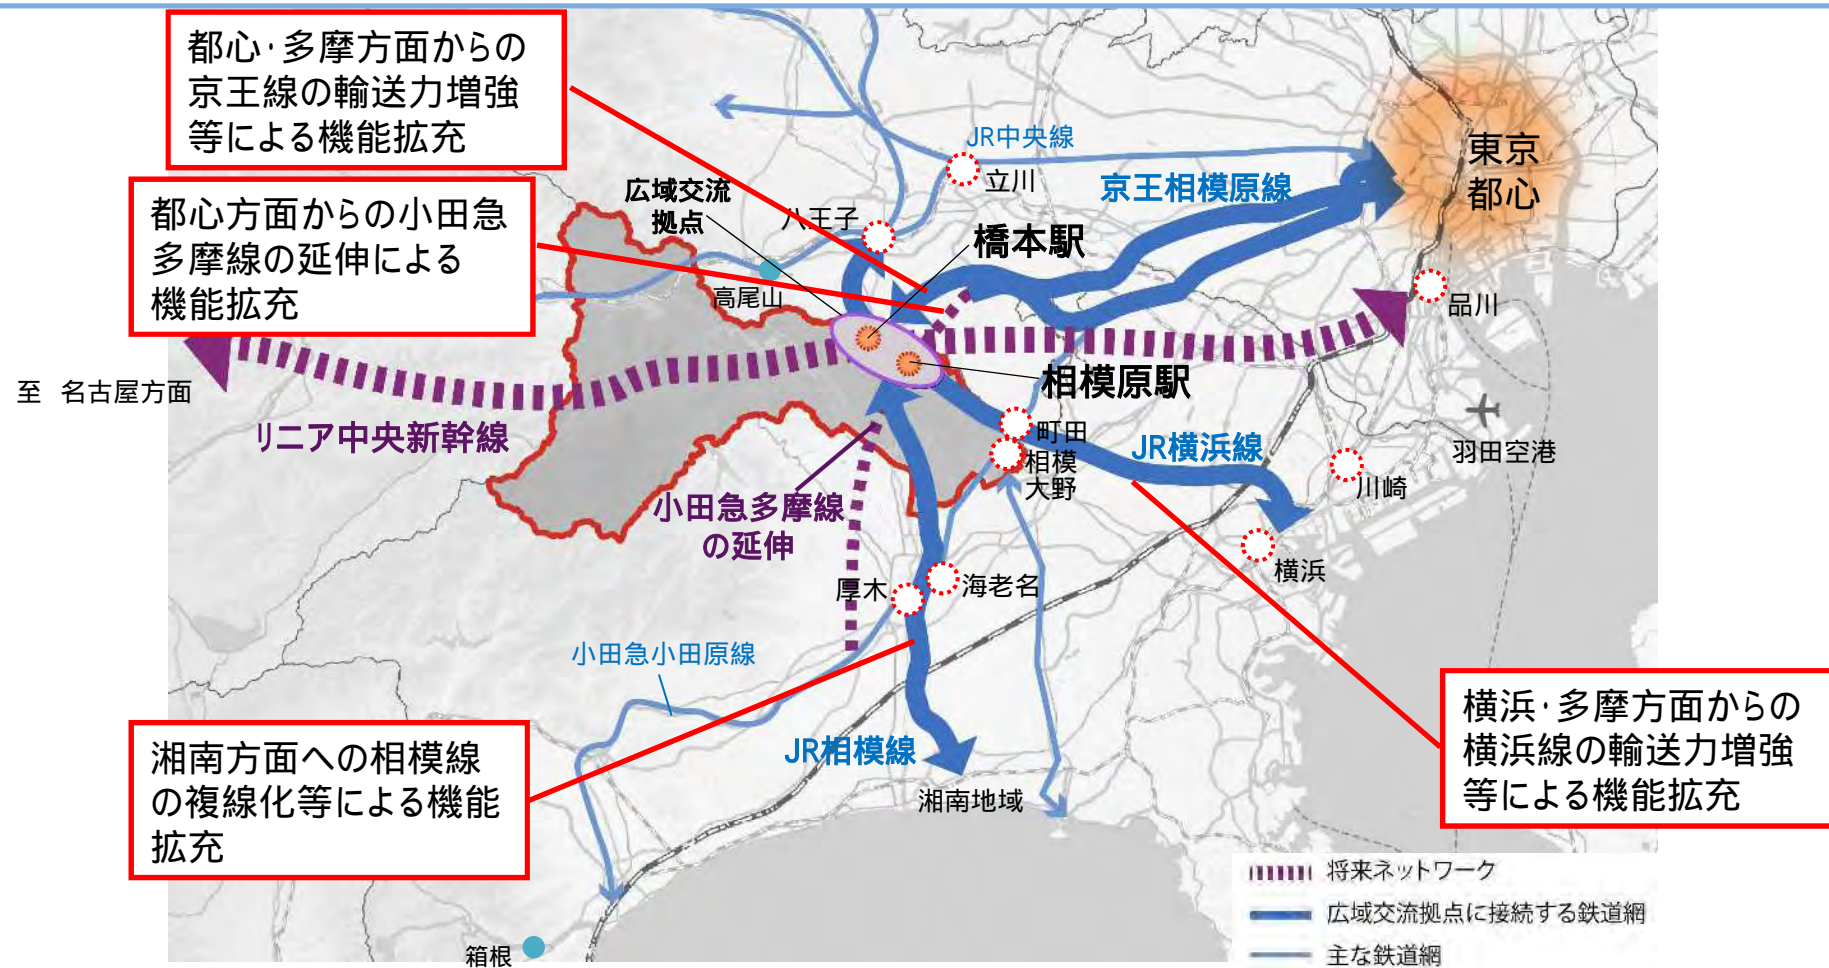 都心･多摩方面からの
京王線の輸送力増強
等による機能拡充
都心方面からの小田急
多摩線の延伸による
機能拡充
広域交流
拠点
八王子
JR中央線
立川
京王相模原線
東京
都心
橋本駅
高尾山
品川
至 名古屋方面
相模原駅
リニア中央新幹線
町田
JR横浜線
相模
大野
羽田空港
川崎
小田急多摩線
の延伸
横浜
厚木
海老名
小田急小田原線
JR相模線
湘南地域
湘南方面への相模線
の複線化等による機能
拡充
横浜･多摩方面からの
横浜線の輸送力増強
等による機能拡充
箱根
将来ネットワーク
広域交流拠点に接続する鉄道網
主な鉄道網